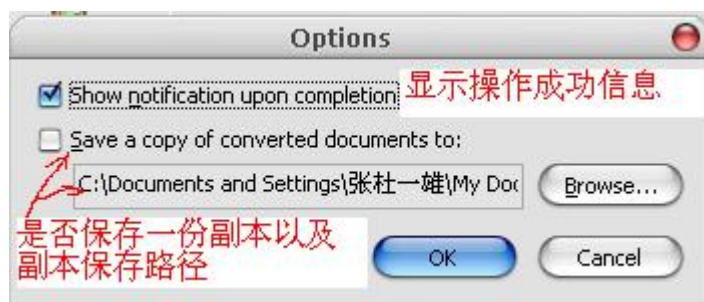 Options
Show notification upon completion 显示操作成功信息
Save a copy of converted documents to:
C:\Documents and Settings\张杜一雄\My Doc Browse...
是否保存一份副本以及
副本保存路径
OK Cancel